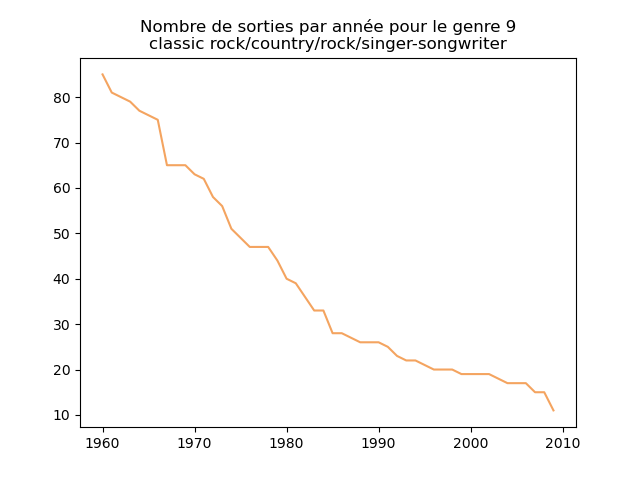 Nombre de sorties par année pour le genre 9
classic rock/country/rock/singer-songwriter
80
70
60
50
40
30
20
10
1960 1970 1980 1990 2000 2010